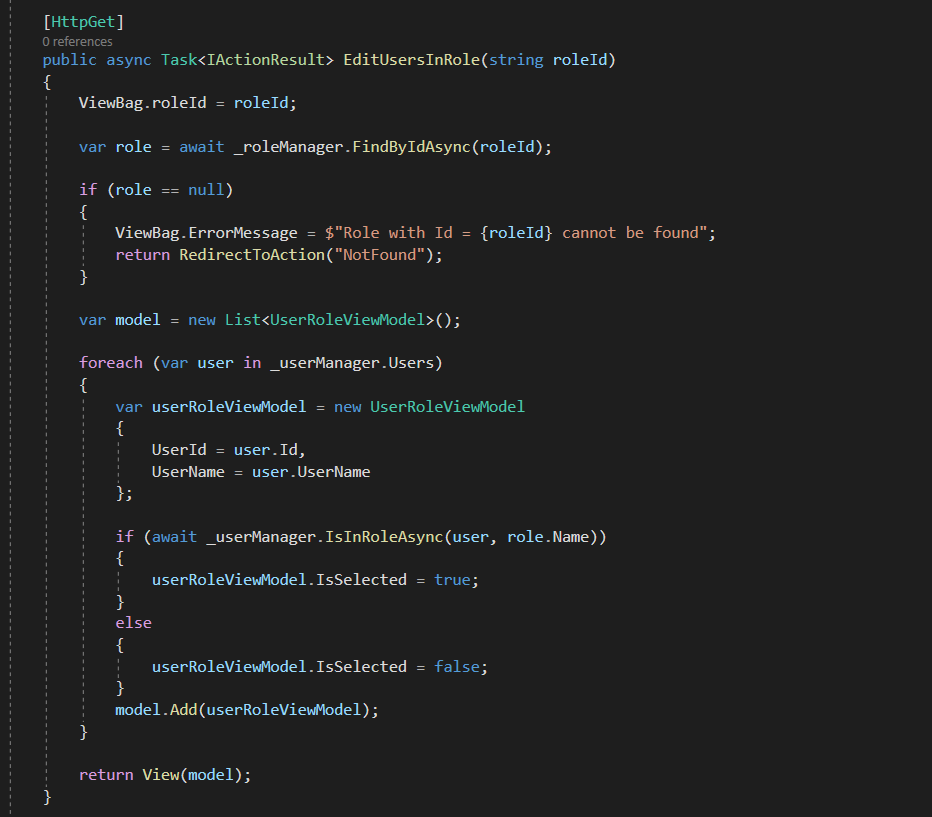 [HttpGet]
0 references
public async Task<IActionResult> EditUsersInRole(string roleId)
{
ViewBag.roleId = roleId;
var role = await _roleManager.FindByIdAsync(roleId);
if (role == null)
{
ViewBag.ErrorMessage = $"Role with Id = {roleId} cannot be found";
return RedirectToAction("NotFound");
}
var model = new List<UserRoleViewModel>();
foreach (var user in _userManager.Users)
{
var userRoleViewModel = new UserRoleViewModel
{
UserId = user.Id,
UserName = user.UserName
};
if (await _userManager.IsInRoleAsync(user, role.Name))
{
userRoleViewModel.IsSelected = true;
}
else
{
userRoleViewModel.IsSelected = false;
}
model.Add(userRoleViewModel);
}
return View(model);
}